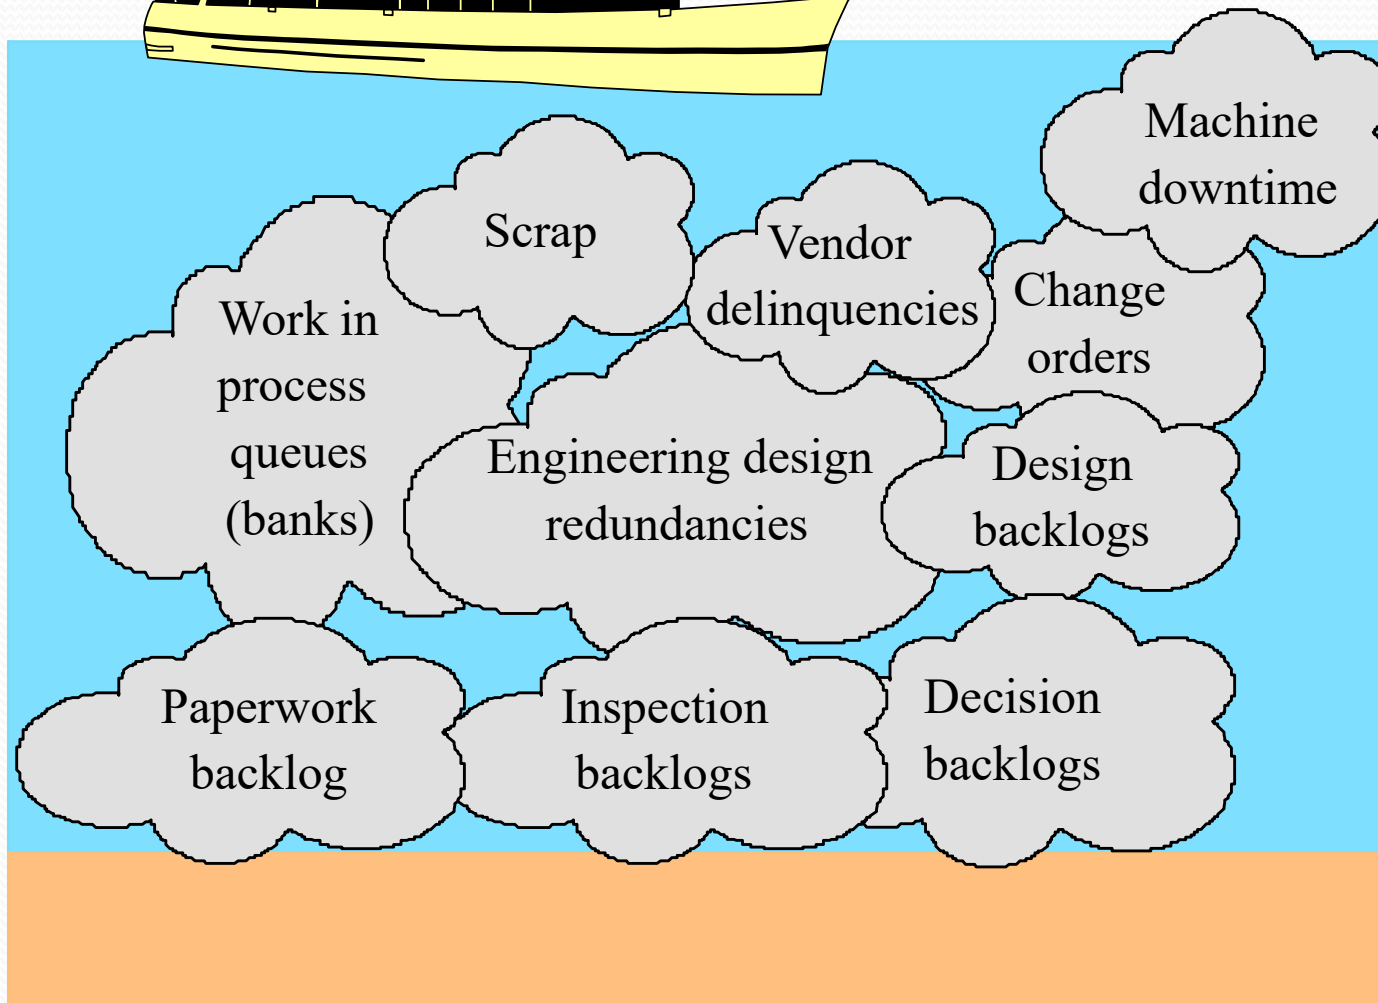 Machine
downtime
Scrap
Vendor
delinquencies
Change
orders
Work in
process
queues
(banks)
Engineering design
redundancies
Design
backlogs
Paperwork
backlog
Inspection
backlogs
Decision
backlogs